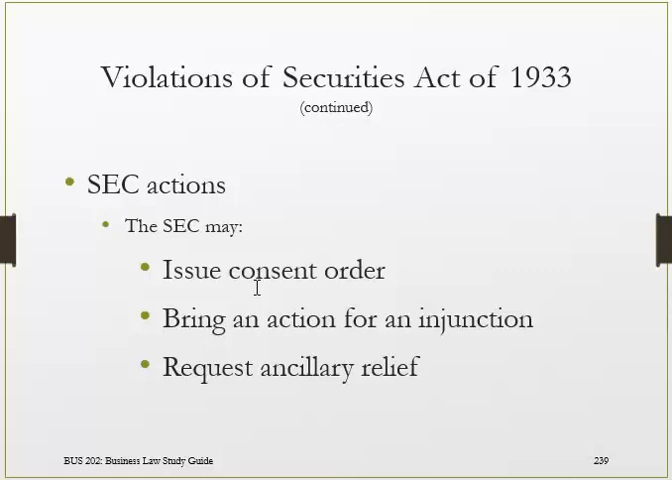 Violations of Securities Act of 1933
(continued)
SEC actions
The SEC may:
Issue consent order
Bring an action for an injunction
Request ancillary relief
BUS 202: Business Law Study Guide
239